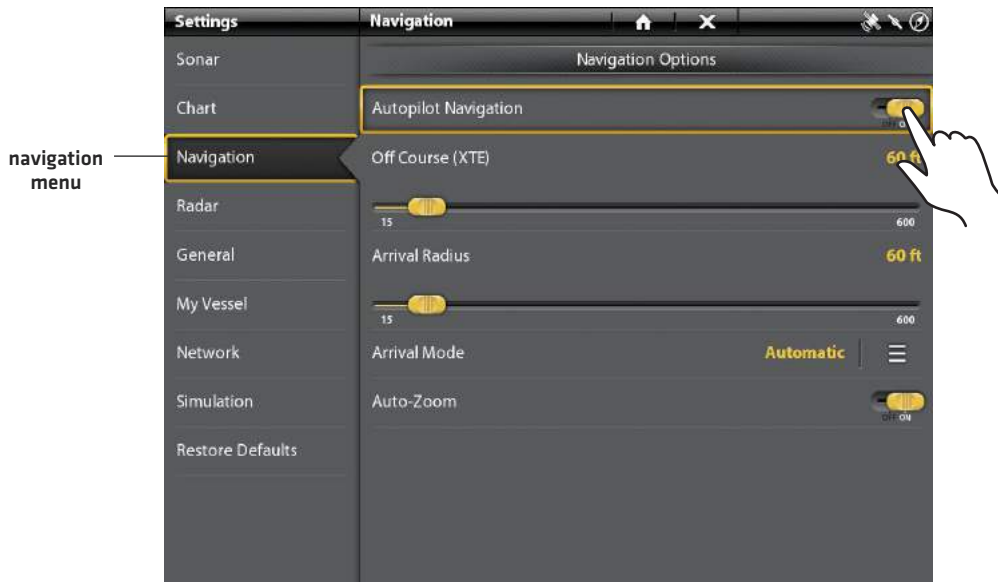 Settings
Navigation
Sonar
Navigation Options
Chart
Autopilot Navigation
OFF ON
navigation
menu
Navigation
Off Course (XTE)
60 ft
Radar
15
600
General
Arrival Radius
60 ft
My Vessel
15
600
Network
Arrival Mode
Automatic
Simulation
Auto-Zoom
OFF ON
Restore Defaults